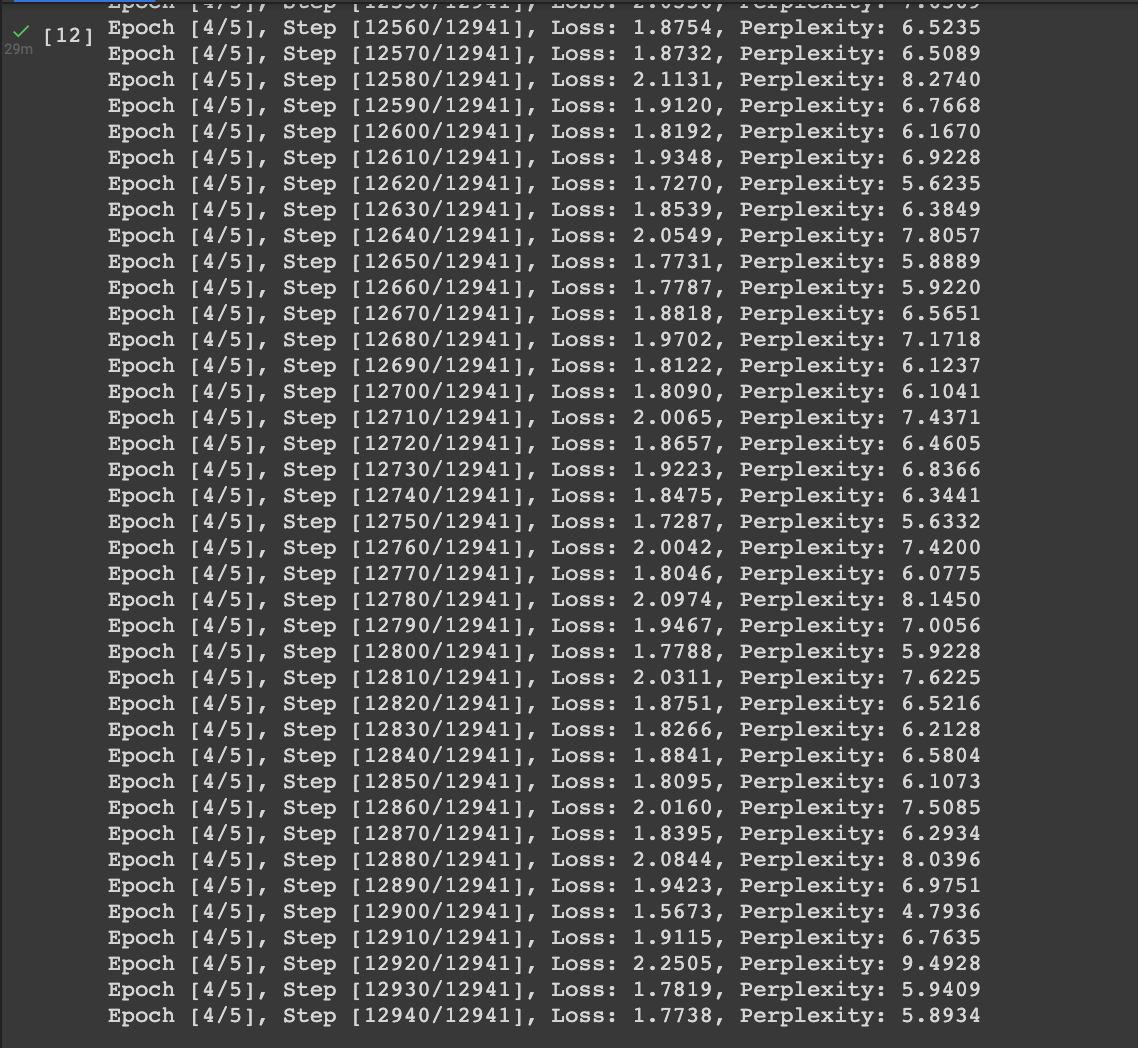 [12]
29m
Epoch [4/5], Step [12560/12941], Loss: 1.8754, Perplexity: 6.5235
Epoch [4/5], Step [12570/12941], Loss: 1.8732, Perplexity: 6.5089
Epoch [4/5], Step [12580/12941], Loss: 2.1131, Perplexity: 8.2740
Epoch [4/5], Step [12590/12941], Loss: 1.9120, Perplexity: 6.7668
Epoch [4/5], Step [12600/12941], Loss: 1.8192, Perplexity: 6.1670
Epoch [4/5], Step [12610/12941], Loss: 1.9348, Perplexity: 6.9228
Epoch [4/5], Step [12620/12941], Loss: 1.7270, Perplexity: 5.6235
Epoch [4/5], Step [12630/12941], Loss: 1.8539, Perplexity: 6.3849
Epoch [4/5], Step [12640/12941], Loss: 2.0549, Perplexity: 7.8057
Epoch [4/5], Step [12650/12941], Loss: 1.7731, Perplexity: 5.8889
Epoch [4/5], Step [12660/12941], Loss: 1.7787, Perplexity: 5.9220
Epoch [4/5], Step [12670/12941], Loss: 1.8818, Perplexity: 6.5651
Epoch [4/5], Step [12680/12941], Loss: 1.9702, Perplexity: 7.1718
Epoch [4/5], Step [12690/12941], Loss: 1.8122, Perplexity: 6.1237
Epoch [4/5], Step [12700/12941], Loss: 1.8090, Perplexity: 6.1041
Epoch [4/5], Step [12710/12941], Loss: 2.0065, Perplexity: 7.4371
Epoch [4/5], Step [12720/12941], Loss: 1.8657, Perplexity: 6.4605
Epoch [4/5], Step [12730/12941], Loss: 1.9223, Perplexity: 6.8366
Epoch [4/5], Step [12740/12941], Loss: 1.8475, Perplexity: 6.3441
Epoch [4/5], Step [12750/12941], Loss: 1.7287, Perplexity: 5.6332
Epoch [4/5], Step [12760/12941], Loss: 2.0042, Perplexity: 7.4200
Epoch [4/5], Step [12770/12941], Loss: 1.8046, Perplexity: 6.0775
Epoch [4/5], Step [12780/12941], Loss: 2.0974, Perplexity: 8.1450
Epoch [4/5], Step [12790/12941], Loss: 1.9467, Perplexity: 7.0056
Epoch [4/5], Step [12800/12941], Loss: 1.7788, Perplexity: 5.9228
Epoch [4/5], Step [12810/12941], Loss: 2.0311, Perplexity: 7.6225
Epoch [4/5], Step [12820/12941], Loss: 1.8751, Perplexity: 6.5216
Epoch [4/5], Step [12830/12941], Loss: 1.8266, Perplexity: 6.2128
Epoch [4/5], Step [12840/12941], Loss: 1.8841, Perplexity: 6.5804
Epoch [4/5], Step [12850/12941], Loss: 1.8095, Perplexity: 6.1073
Epoch [4/5], Step [12860/12941], Loss: 2.0160, Perplexity: 7.5085
Epoch [4/5], Step [12870/12941], Loss: 1.8395, Perplexity: 6.2934
Epoch [4/5], Step [12880/12941], Loss: 2.0844, Perplexity: 8.0396
Epoch [4/5], Step [12890/12941], Loss: 1.9423, Perplexity: 6.9751
Epoch [4/5], Step [12900/12941], Loss: 1.5673, Perplexity: 4.7936
Epoch [4/5], Step [12910/12941], Loss: 1.9115, Perplexity: 6.7635
Epoch [4/5], Step [12920/12941], Loss: 2.2505, Perplexity: 9.4928
Epoch [4/5], Step [12930/12941], Loss: 1.7819, Perplexity: 5.9409
Epoch [4/5], Step [12940/12941], Loss: 1.7738, Perplexity: 5.8934